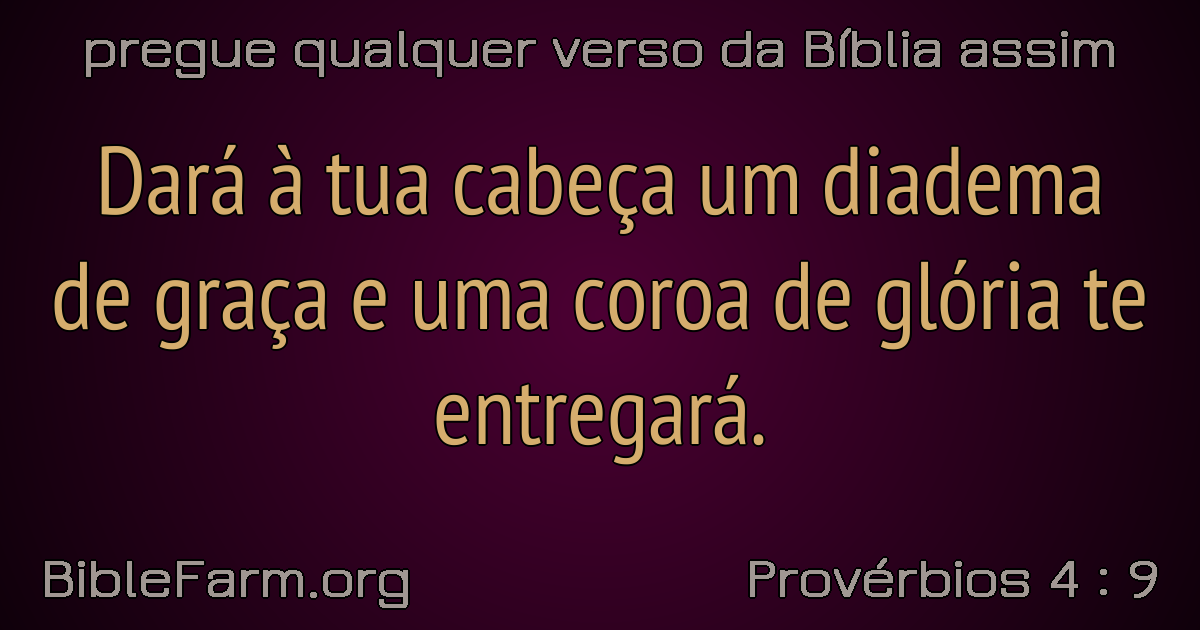 pregue qualquer verso da Bíblia assim
Dará à tua cabeça um diadema
de graça e uma coroa de glória te
entregará.
BibleFarm.org
Provérbios 4 : 9